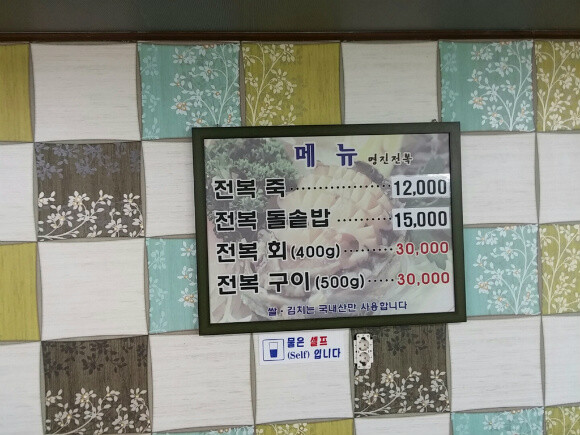 메 뉴 명진전복
전복 죽 .................. 12,000
전복 돌솥밥 .......... 15,000
전복 회 (400g) ......... 30,000
전복 구이 (500g) ..... 30,000
쌀·김치는 국내산만 사용합니다
물은 셀프
(Self) 입니다